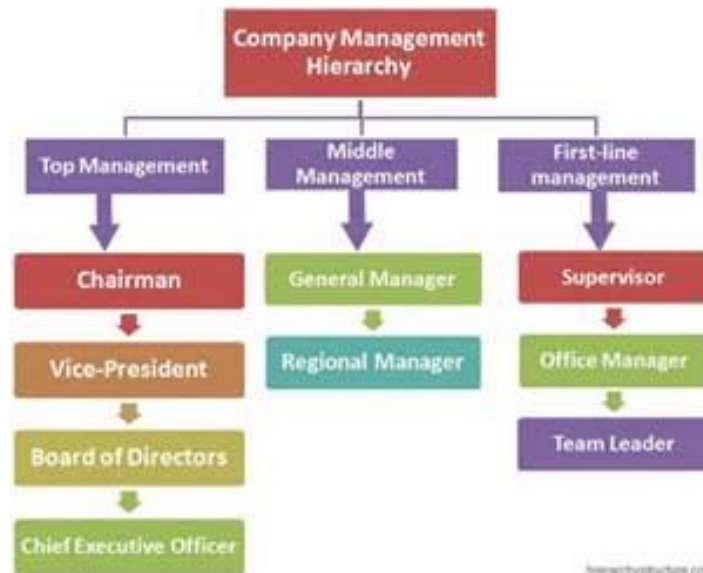 Company Management
Hierarchy
Top Management
Middle
Management
First-line
management
Chairman
General Manager
Supervisor
Vice-President
Regional Manager
Office Manager
Board of Directors
Team Leader
Chief Executive Officer